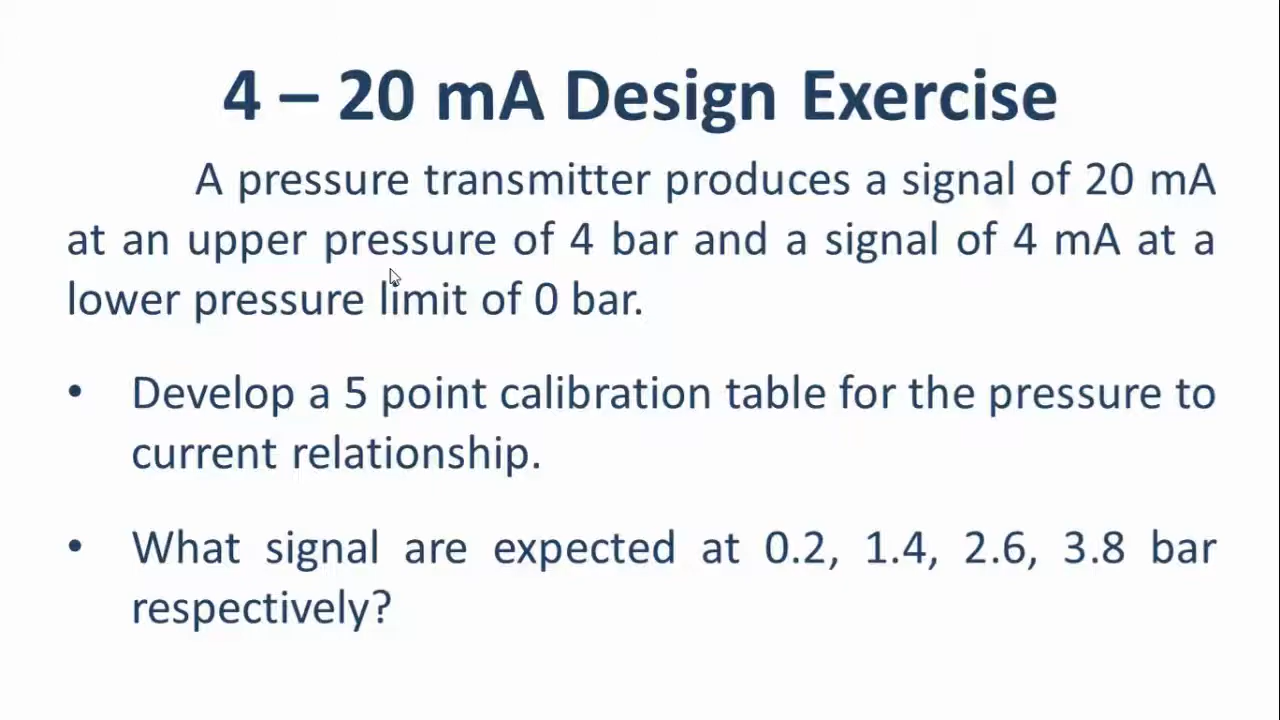 4 – 20 mA Design Exercise
A pressure transmitter produces a signal of 20 mA
at an upper pressure of 4 bar and a signal of 4 mA at a
lower pressure limit of 0 bar.
• Develop a 5 point calibration table for the pressure to
current relationship.
• What signal are expected at 0.2, 1.4, 2.6, 3.8 bar
respectively?